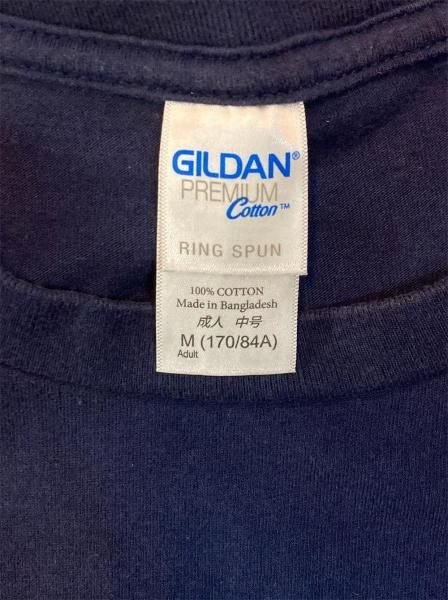 GILDAN®
PREMIUM
Cotton™
RING SPUN
100% COTTON
Made in Bangladesh
成人 中号
M (170/84A)
Adult